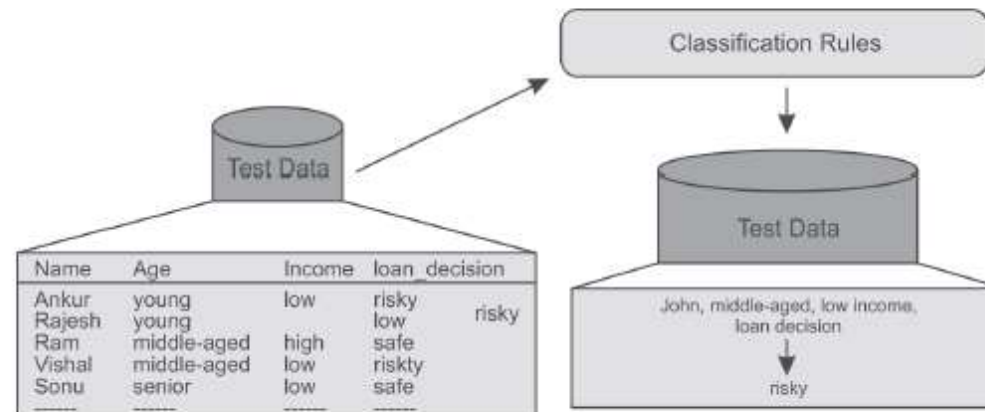 Classification Rules
Test Data
Name Age Income loan_decision
Ankur young low risky
Rajesh young low risky
Ram middle-aged high safe
Vishal middle-aged low riskty
Sonu senior low safe
------ ------ ------ ------
Test Data
John, middle-aged, low income,
loan decision
risky